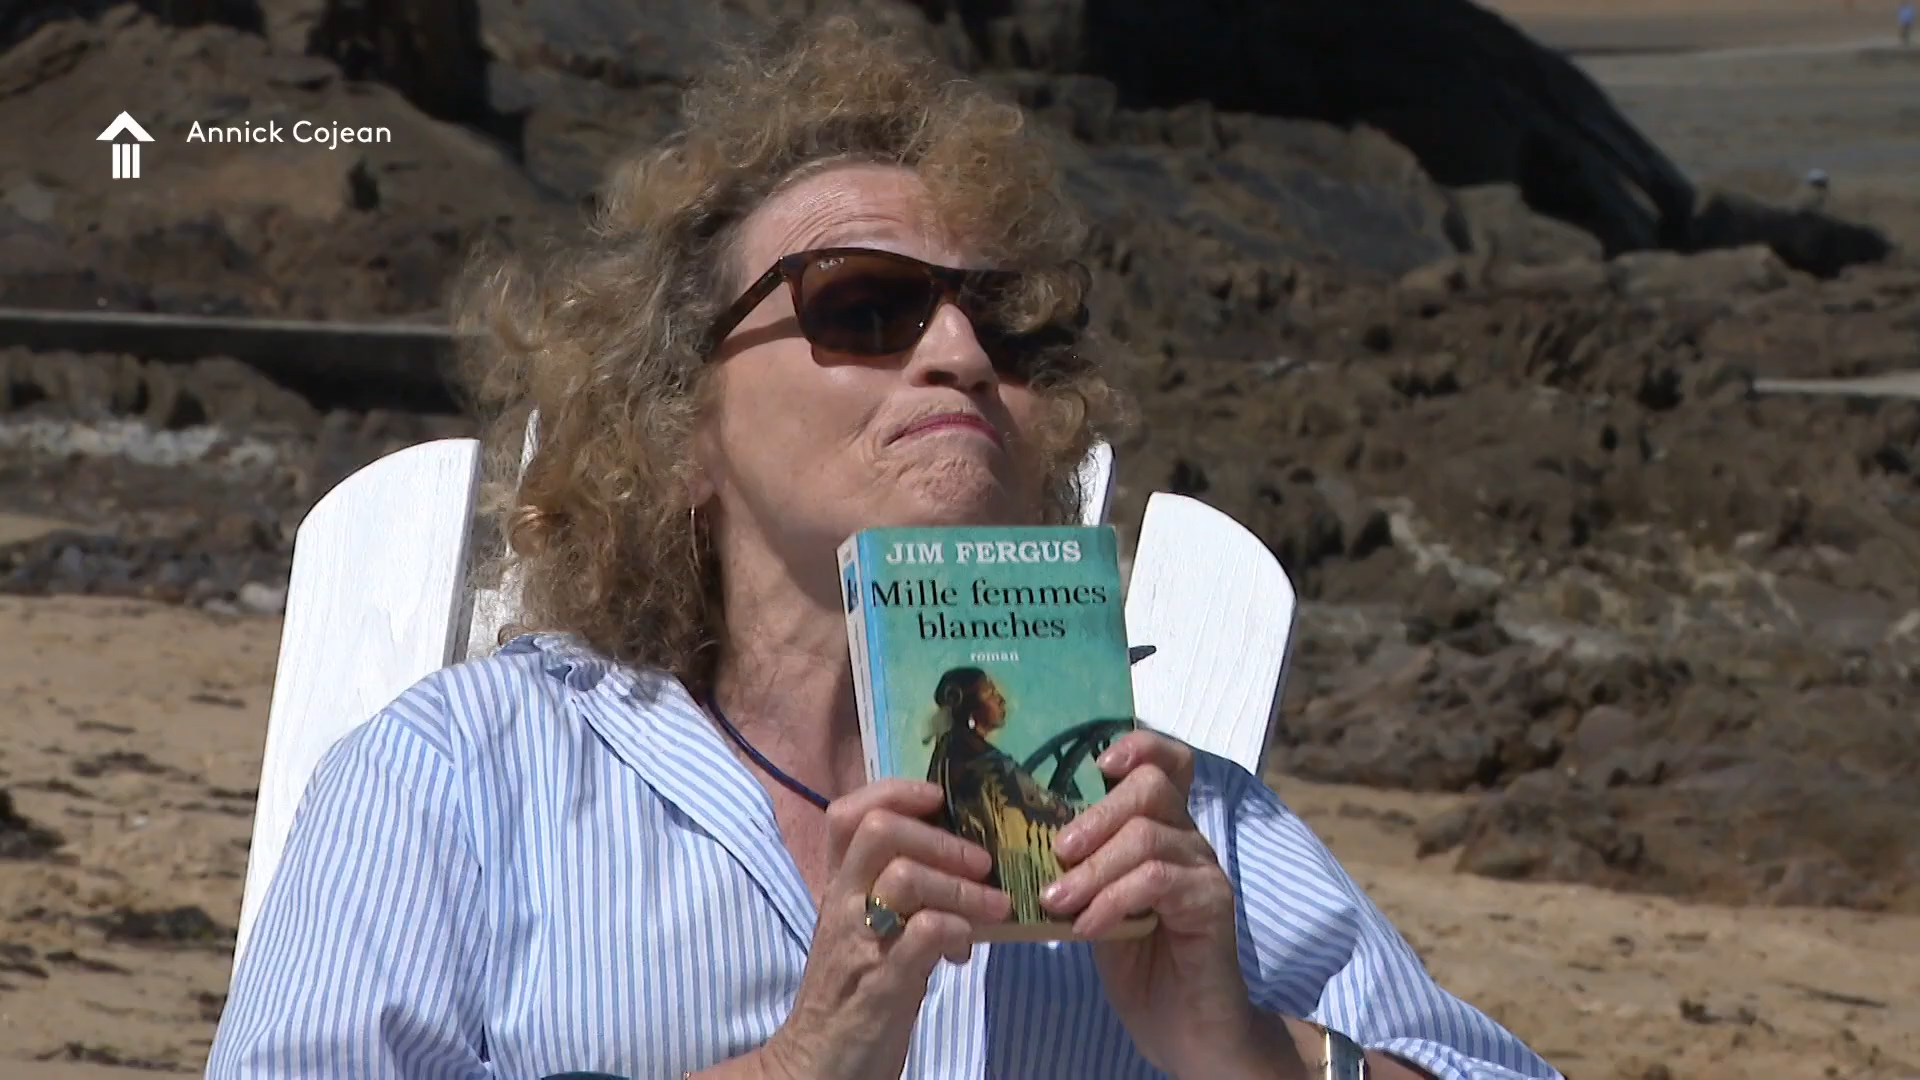 Annick Cojean
JIM FERGUS
Mille femmes
blanches
roman